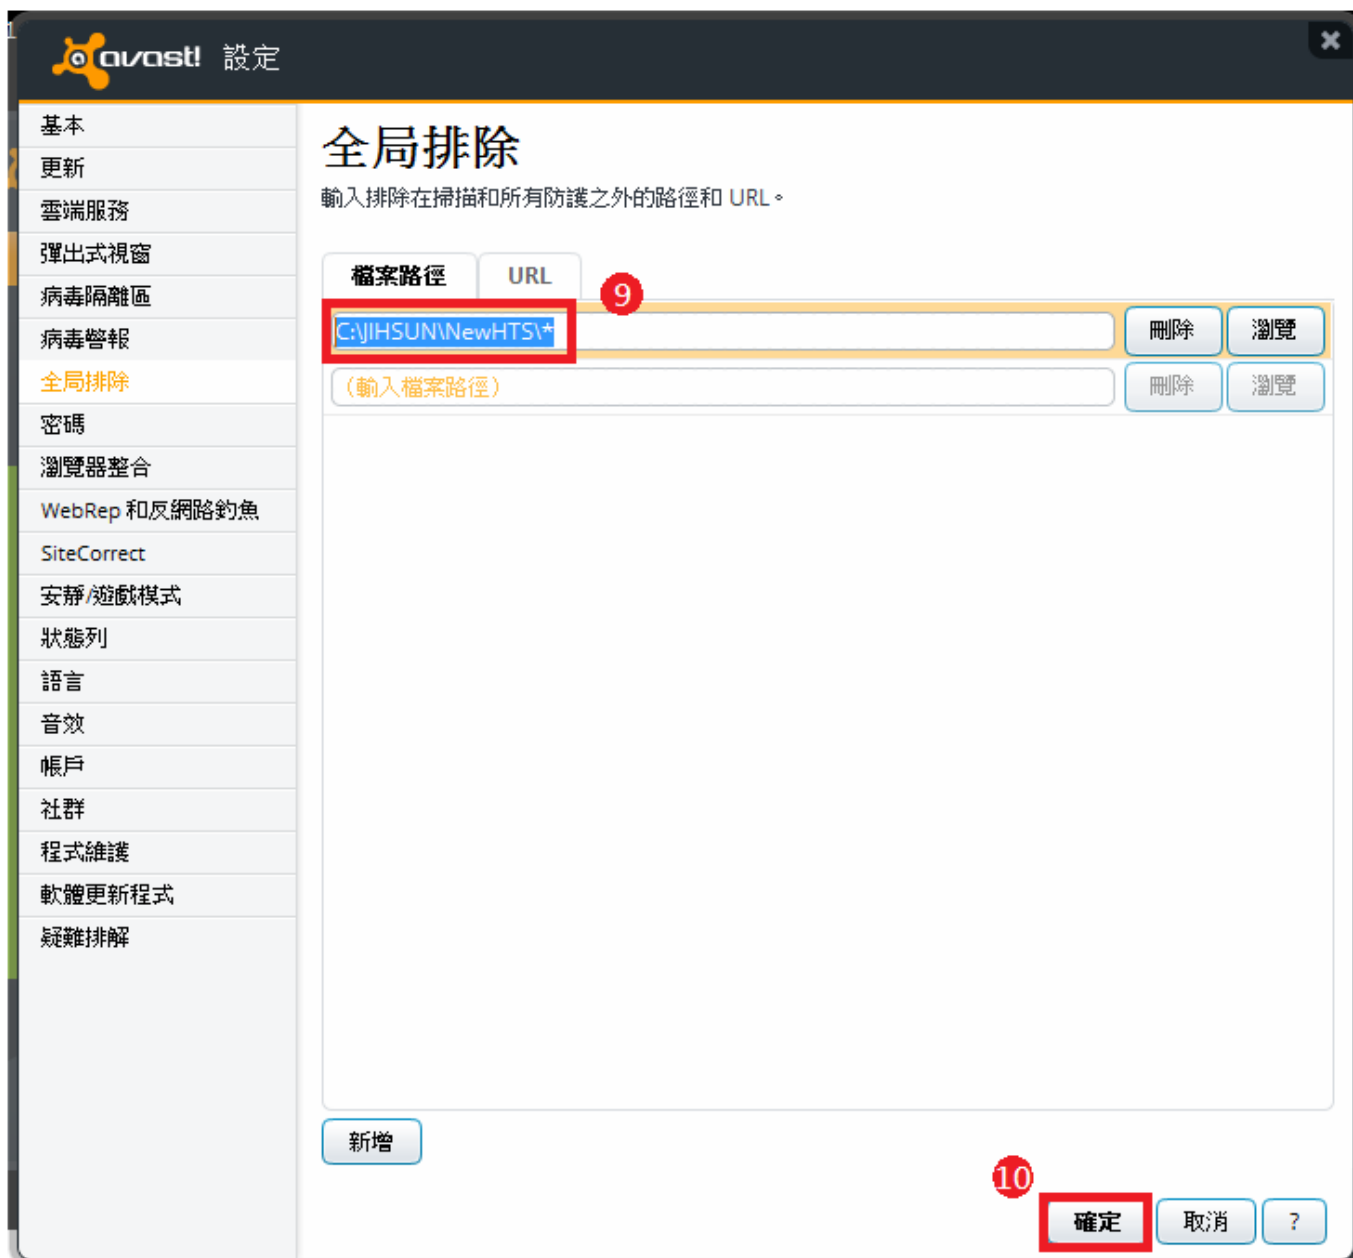 avast! 設定
基本
更新
雲端服務
彈出式視窗
病毒隔離區
病毒警報
全局排除
密碼
瀏覽器整合
WebRep 和反網路釣魚
SiteCorrect
安靜/遊戲模式
狀態列
語言
音效
帳戶
社群
程式維護
軟體更新程式
疑難排解
全局排除
輸入排除在掃描和所有防護之外的路徑和 URL。
檔案路徑 URL
9
C:\JIHSUN\NewHTS\* 刪除 瀏覽
(輸入檔案路徑) 刪除 瀏覽
新增
10
確定 取消 ?